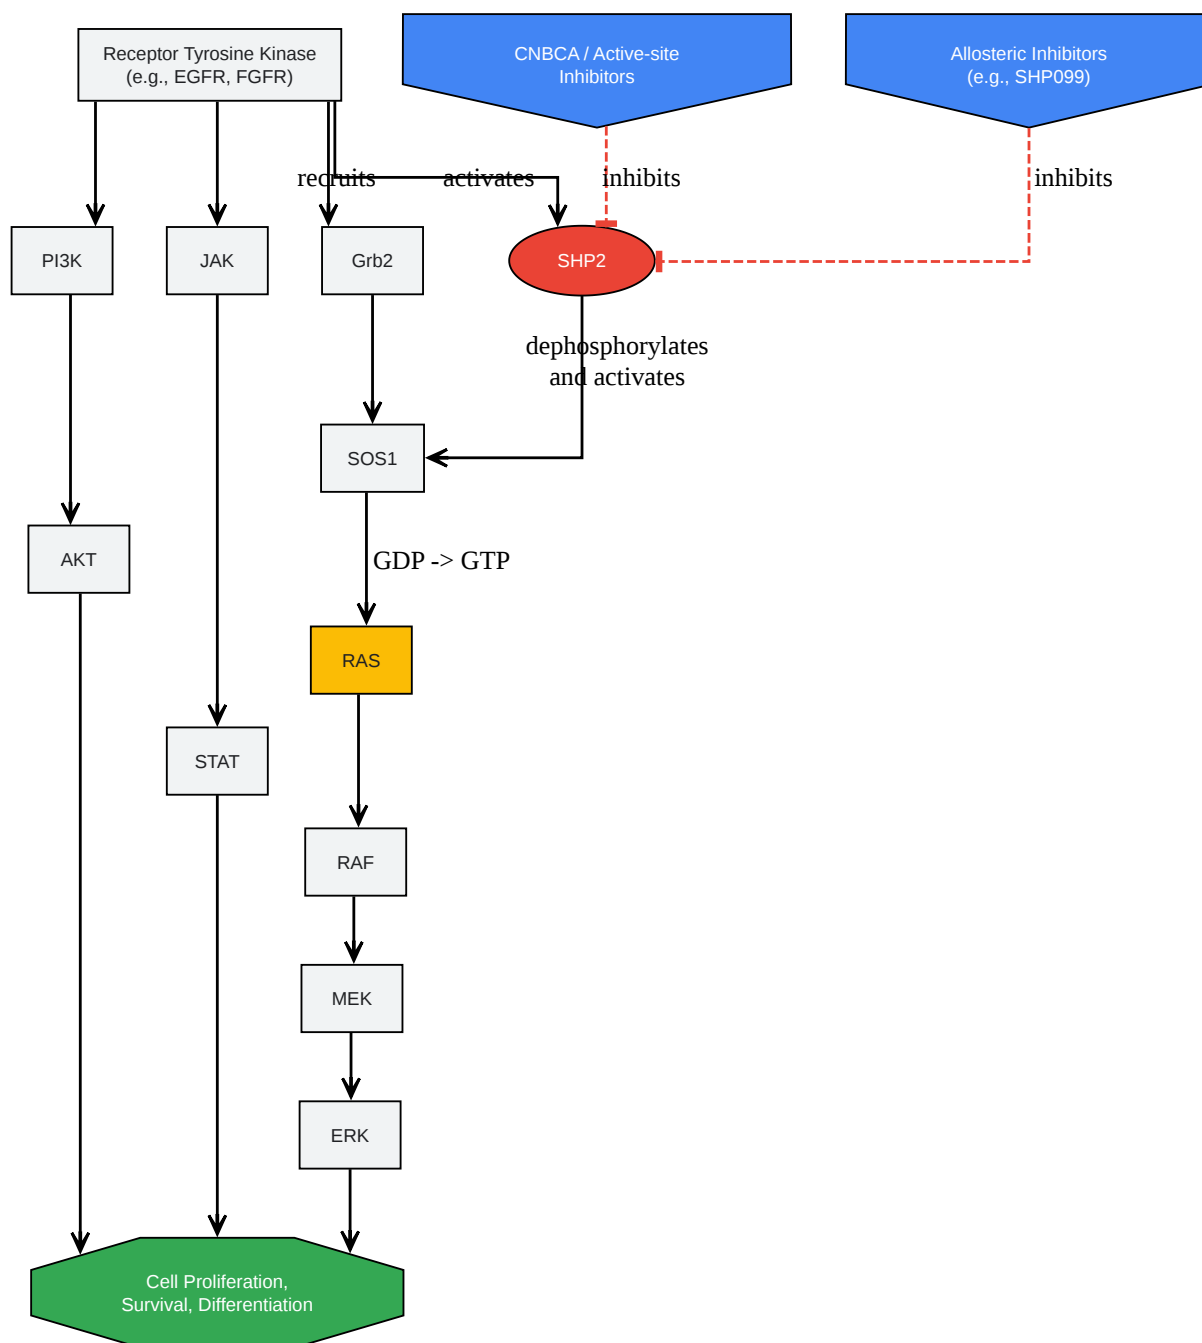 Receptor Tyrosine Kinase
(e.g., EGFR, FGFR)
CNBCA / Active-site
Inhibitors
Allosteric Inhibitors
(e.g., SHP099)
recruits
activates
inhibits
inhibits
PI3K
JAK
Grb2
SHP2
dephosphorylates
and activates
SOS1
AKT
GDP -> GTP
RAS
STAT
RAF
MEK
ERK
Cell Proliferation,
Survival, Differentiation